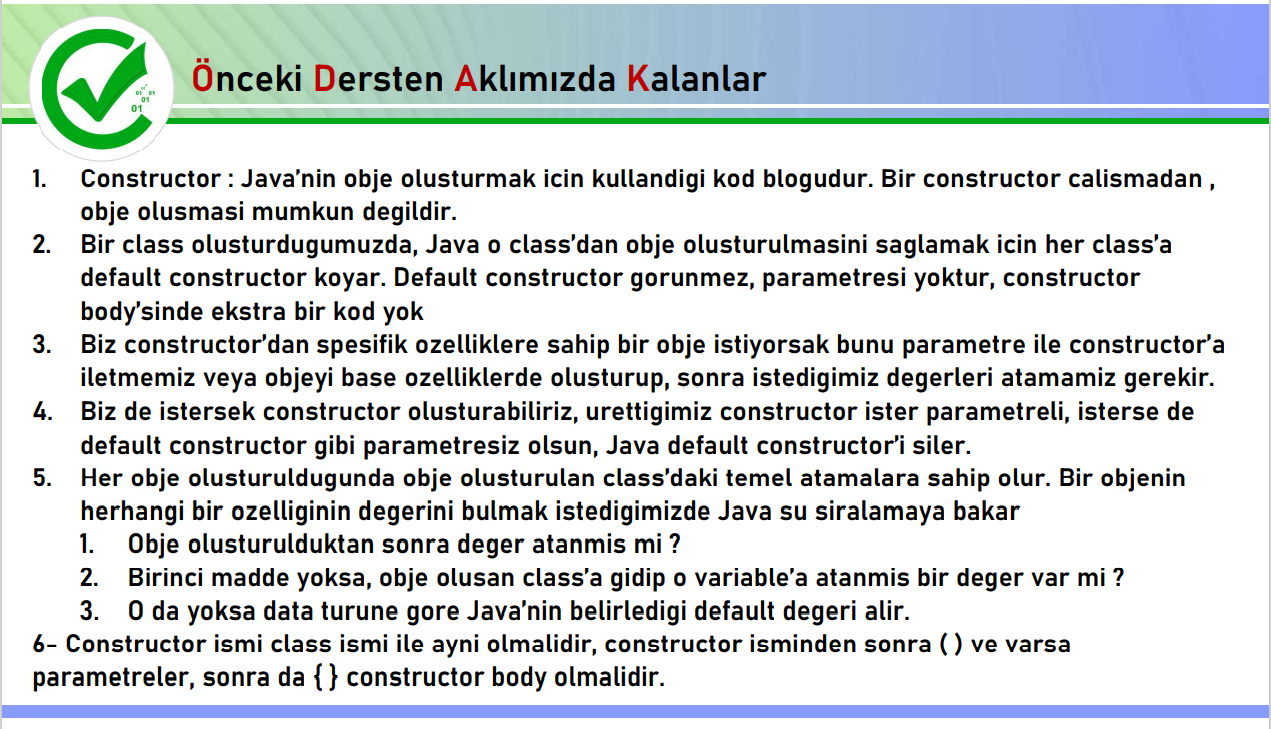 Önceki Dersten Aklımızda Kalanlar
01 01
01
01
1. Constructor : Java’nin obje olusturmak icin kullandigi kod blogudur. Bir constructor calismadan ,
obje olusmasi mumkun degildir.
2. Bir class olusturdugumuzda, Java o class’dan obje olusturulmasini saglamak icin her class’a
default constructor koyar. Default constructor gorunmez, parametresi yoktur, constructor
body’sinde ekstra bir kod yok
3. Biz constructor’dan spesifik ozelliklere sahip bir obje istiyorsak bunu parametre ile constructor’a
iletmemiz veya objeyi base ozelliklerde olusturup, sonra istedigimiz degerleri atamamiz gerekir.
4. Biz de istersek constructor olusturabiliriz, urettigimiz constructor ister parametreli, isterse de
default constructor gibi parametresiz olsun, Java default constructor’i siler.
5. Her obje olusturuldugunda obje olusturulan class’daki temel atamalara sahip olur. Bir objenin
herhangi bir ozelliginin degerini bulmak istedigimizde Java su siralamaya bakar
1. Obje olusturulduktan sonra deger atanmis mi ?
2. Birinci madde yoksa, obje olusan class’a gidip o variable’a atanmis bir deger var mi ?
3. O da yoksa data turune gore Java’nin belirledigi default degeri alir.
6- Constructor ismi class ismi ile ayni olmalidir, constructor isminden sonra ( ) ve varsa
parametreler, sonra da { } constructor body olmalidir.